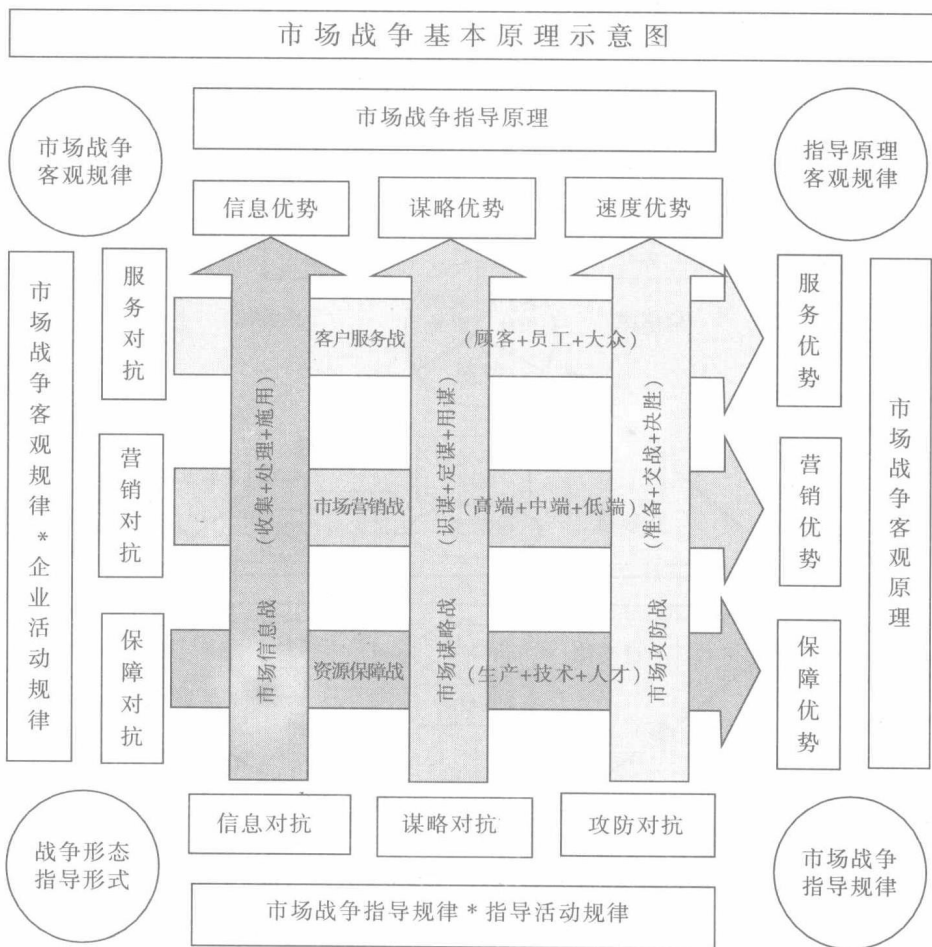 市场战争基本原理示意图
市场战争指导原理
市场战争
客观规律
指导原理
客观规律
信息优势
谋略优势
速度优势
市场战争客观规律*企业活动规律
服务对抗
营销对抗
保障对抗
客户服务战
(顾客+员工+大众)
市场营销战
(高端+中端+低端)
资源保障战
(生产+技术+人才)
市场信息战
(收集+处理+施用)
市场谋略战
(识谋+定谋+用谋)
市场攻防战
(准备+交战+决胜)
服务优势
营销优势
保障优势
市场战争客观原理
信息对抗
谋略对抗
攻防对抗
战争形态
指导形式
市场战争
指导规律
市场战争指导规律*指导活动规律